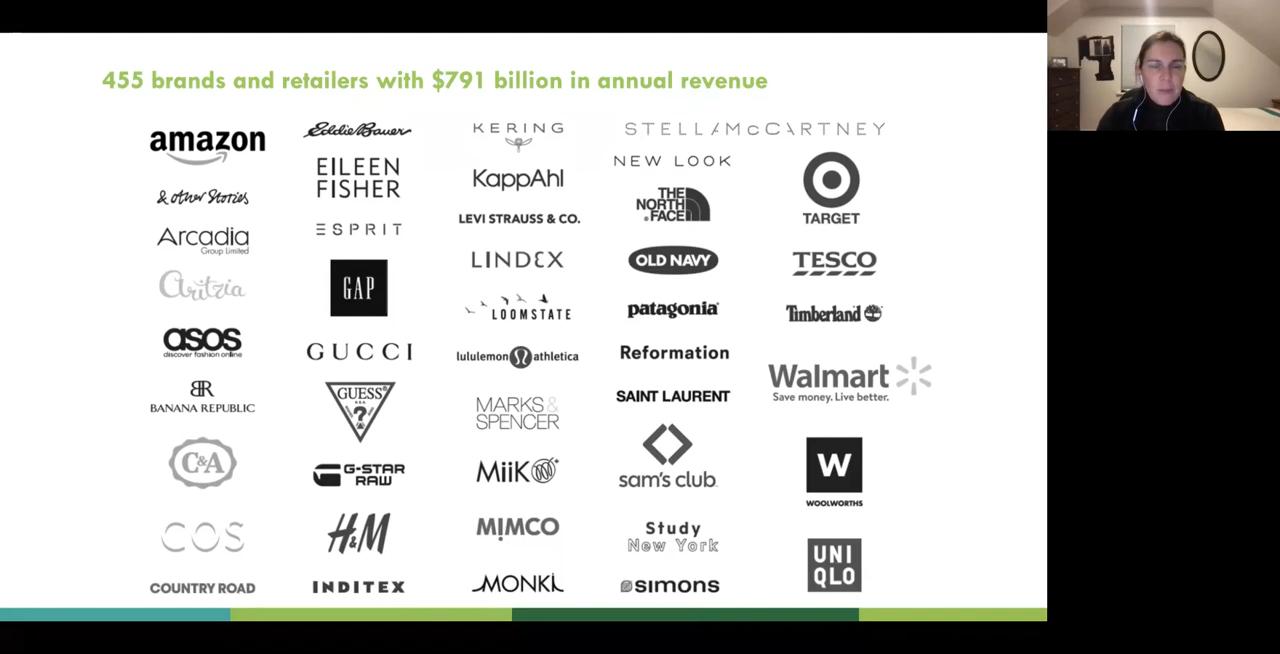 455 brands and retailers with $791 billion in annual revenue
amazon
& other Stories
Arcadia
Group Limited
aritzia
asos
discover fashion online
BR
BANANA REPUBLIC
C&A
COS
COUNTRY ROAD
Eddie Bauer
EILEEN
FISHER
ESPRIT
GAP
GUCCI
GUESS®
U.S.A.
?
G-STAR
RAW
H&M
INDITEX
KERING
KappAhl
LEVI STRAUSS & CO.
LINDEX
LOOMSTATE
lululemon athletica
MARKS&
SPENCER
MiiK
MIMCO
MONKI
STELLA McCARTNEY
NEW LOOK
THE
NORTH
FACE
OLD NAVY
patagonia®
Reformation
SAINT LAURENT
sam's club
Study
New York
SIMONS
TARGET
TESCO
Timberland
Walmart
Save money. Live better.
W
WOOLWORTHS
UNI
QLO